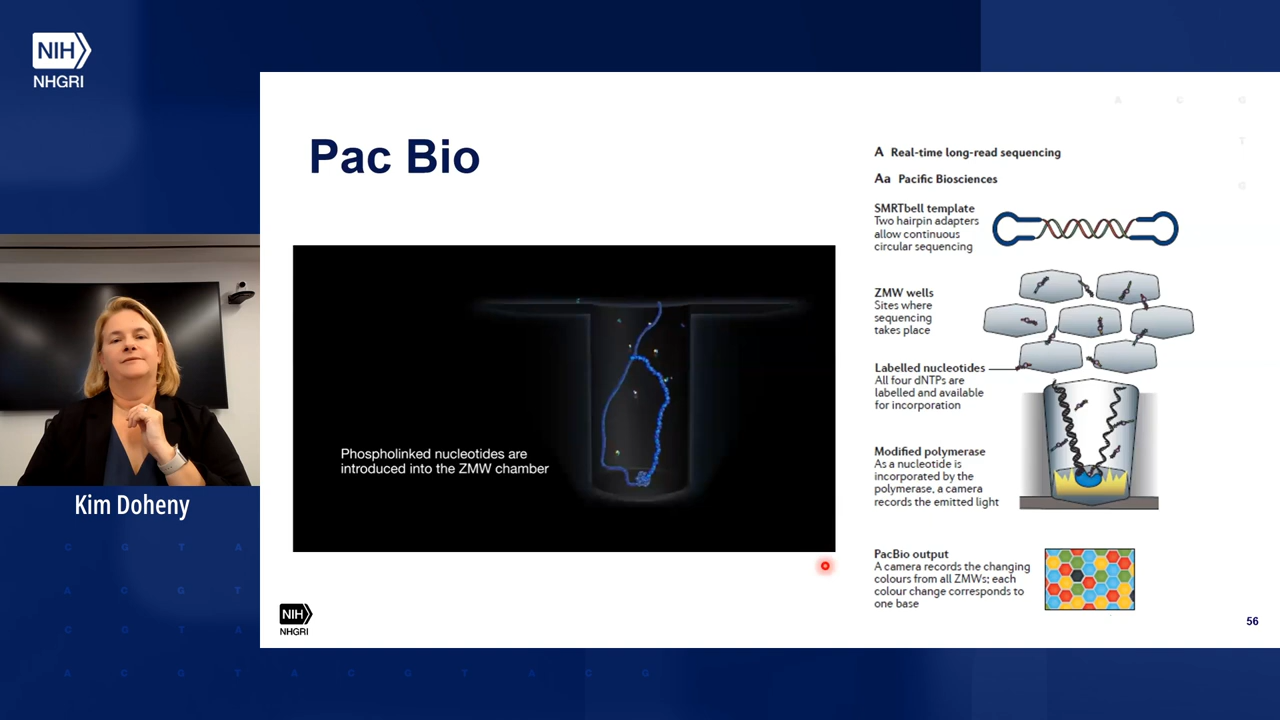 NIH
NHGRI
Pac Bio
A Real-time long-read sequencing
Aa Pacific Biosciences
SMRTbell template
Two hairpin adapters
allow continuous
circular sequencing
ZMW wells
Sites where
sequencing
takes place
Labelled nucleotides
All four dNTPs are
labelled and available
for incorporation
Modified polymerase
As a nucleotide is
incorporated by the
polymerase, a camera
records the emitted light
PacBio output
A camera records the changing
colours from all ZMWs; each
colour change corresponds to
one base
Phospholinked nucleotides are
introduced into the ZMW chamber
Kim Doheny
NIH
NHGRI
56
A C G
T
G
C G T A
A C G T
C G T A
A C G T A C G T A C G